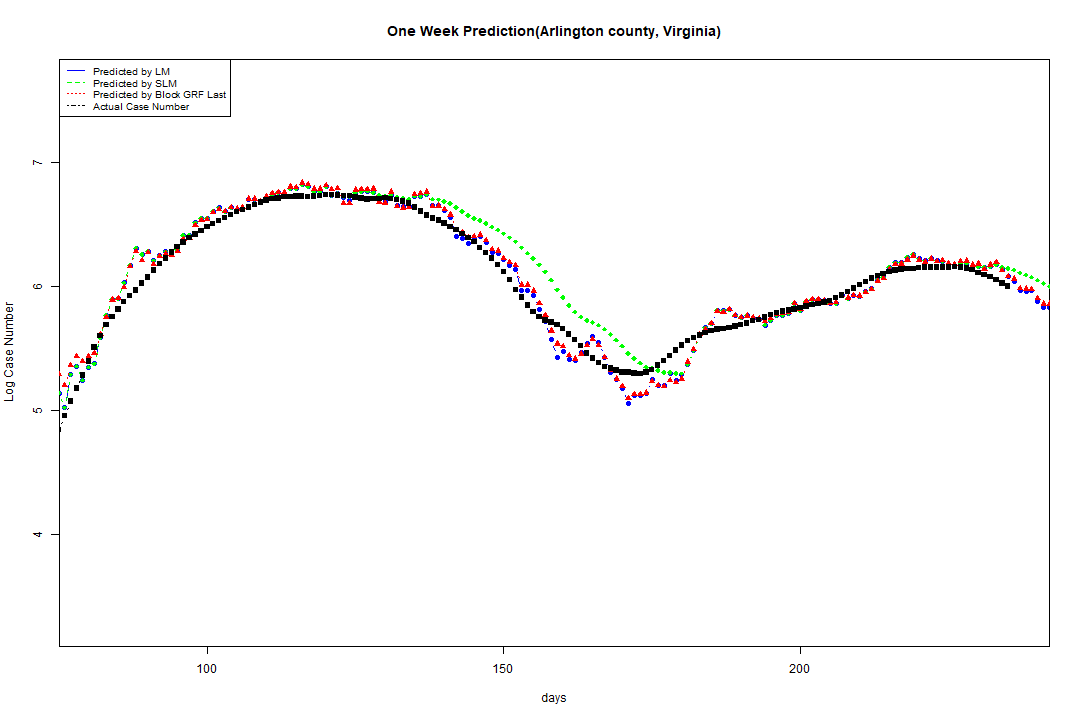 One Week Prediction(Arlington county, Virginia)
Predicted by LM
Predicted by SLM
Predicted by Block GRF Last
Actual Case Number
7
6
5
4
Log Case Number
100 150 200
days